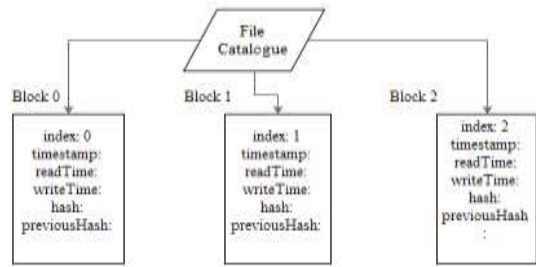 File
Catalogue
Block 0
Block 1
Block 2
index: 0
timestamp:
readTime:
writeTime:
hash:
previousHash:
index: 1
timestamp:
readTime:
writeTime:
hash:
previousHash:
index: 2
timestamp:
readTime:
writeTime:
hash:
previousHash
: